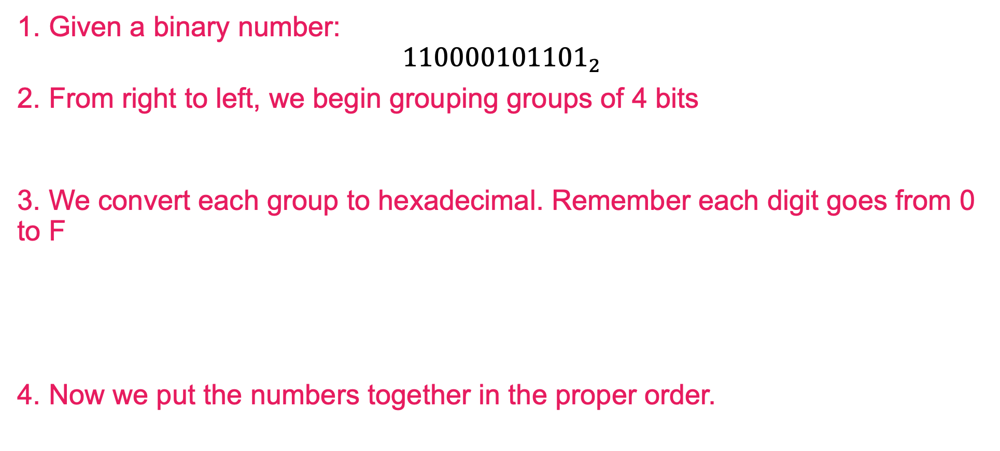 1. Given a binary number:
110000101101₂
2. From right to left, we begin grouping groups of 4 bits
3. We convert each group to hexadecimal. Remember each digit goes from 0
to F
4. Now we put the numbers together in the proper order.